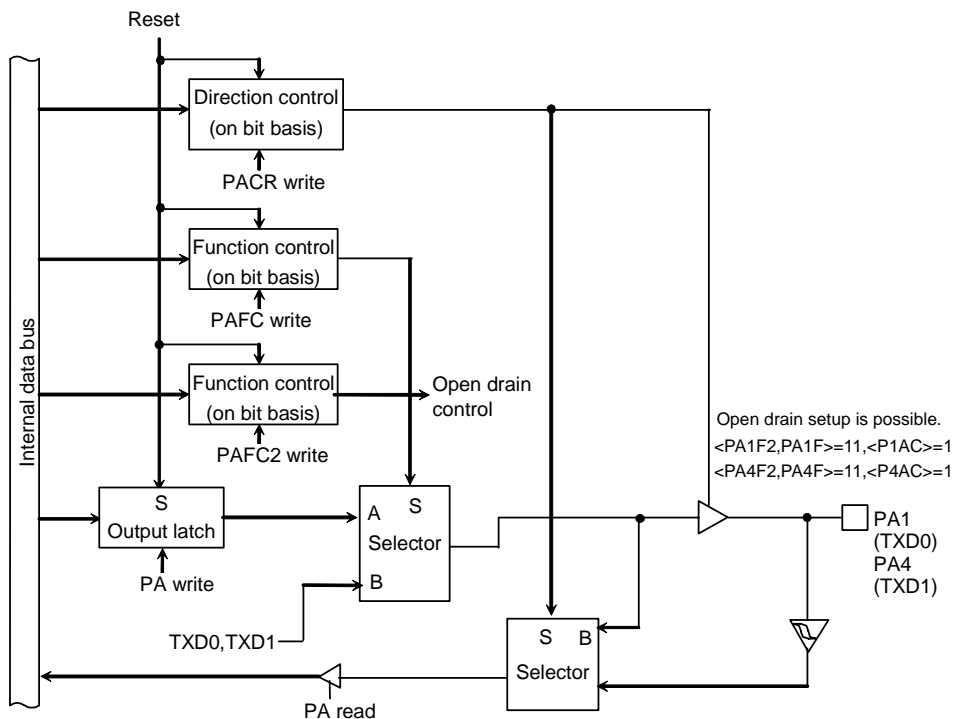 Reset
Internal data bus
Direction control
(on bit basis)
PACR write
Function control
(on bit basis)
PAFC write
Function control
(on bit basis)
PAFC2 write
Open drain
control
Open drain setup is possible.
<PA1F2,PA1F>=11,<P1AC>=1
<PA4F2,PA4F>=11,<P4AC>=1
S
Output latch
PA write
A
S
Selector
B
TXD0,TXD1
PA1
(TXD0)
PA4
(TXD1)
S
B
Selector
PA read